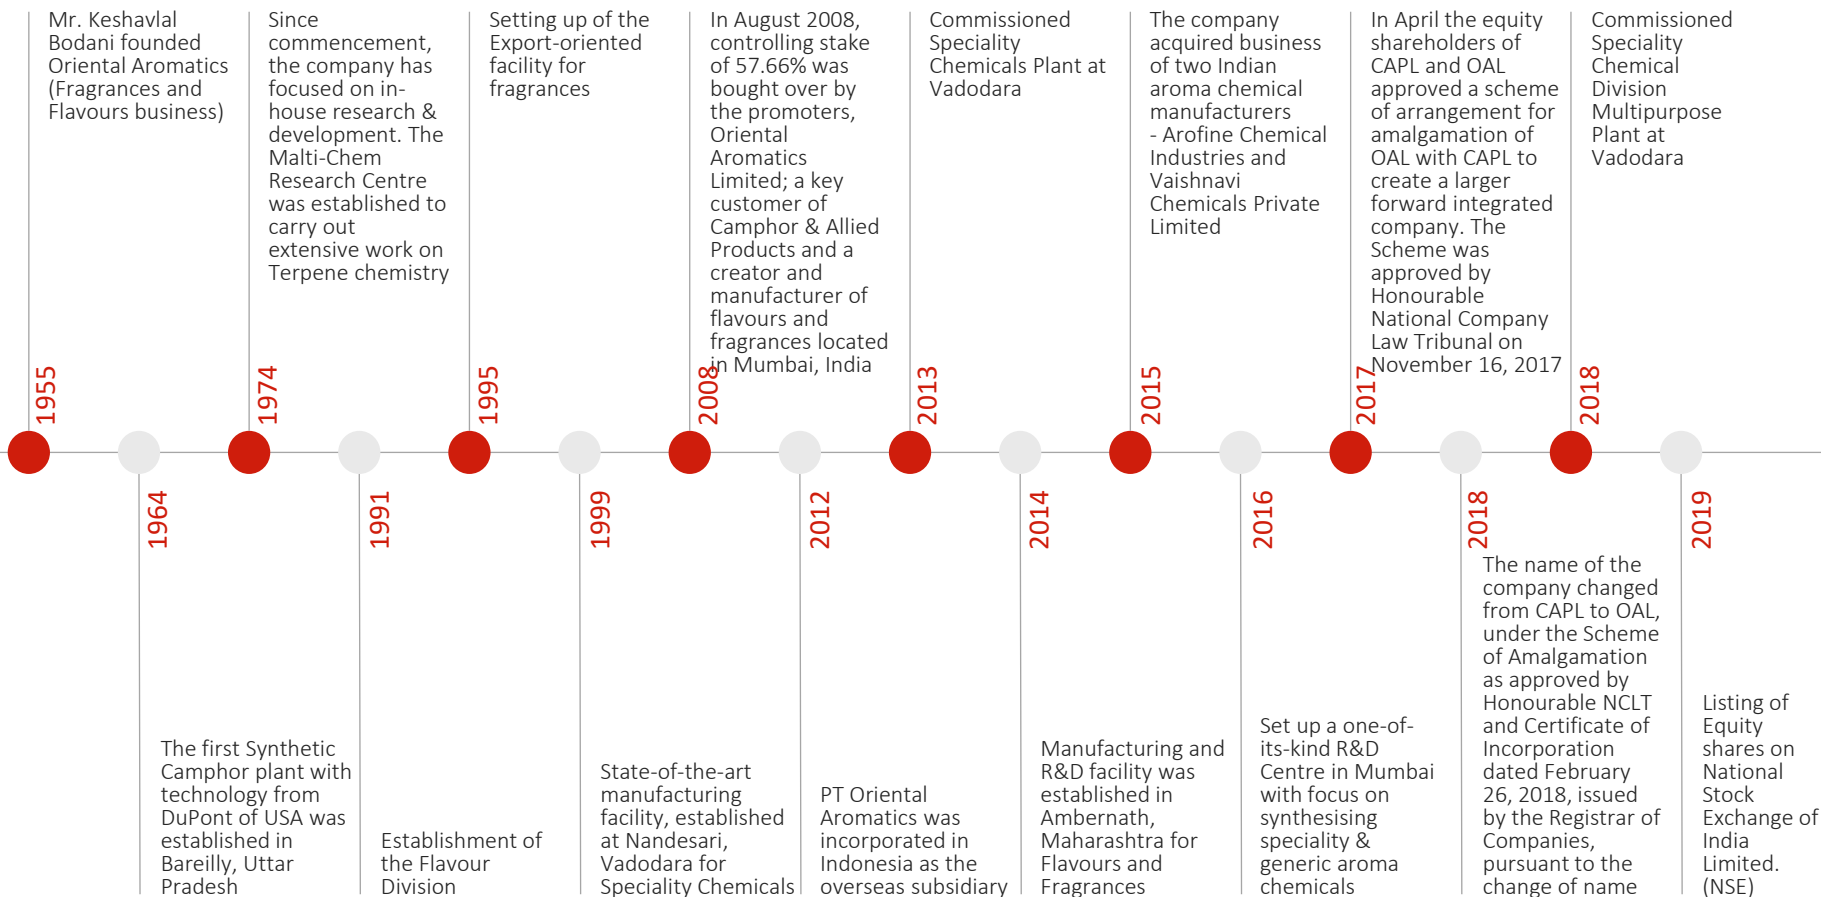 Mr. Keshavlal
Bodani founded
Oriental Aromatics
(Fragrances and
Flavours business)
1955
The first Synthetic
Camphor plant with
technology from
DuPont of USA was
established in
Bareilly, Uttar
Pradesh
1964
Since
commencement,
the company has
focused on in-
house research &
development. The
Malti-Chem
Research Centre
was established to
carry out
extensive work on
Terpene chemistry
1974
Establishment of
the Flavour
Division
1991
Setting up of the
Export-oriented
facility for
fragrances
1995
State-of-the-art
manufacturing
facility, established
at Nandesari,
Vadodara for
Speciality Chemicals
1999
In August 2008,
controlling stake
of 57.66% was
bought over by
the promoters,
Oriental
Aromatics
Limited; a key
customer of
Camphor & Allied
Products and a
creator and
manufacturer of
flavours and
fragrances located
in Mumbai, India
2008
PT Oriental
Aromatics was
incorporated in
Indonesia as the
overseas subsidiary
2012
Commissioned
Speciality
Chemicals Plant at
Vadodara
2013
Manufacturing and
R&D facility was
established in
Ambernath,
Maharashtra for
Flavours and
Fragrances
2014
The company
acquired business
of two Indian
aroma chemical
manufacturers
- Arofine Chemical
Industries and
Vaishnavi
Chemicals Private
Limited
2015
Set up a one-of-
its-kind R&D
Centre in Mumbai
with focus on
synthesising
speciality &
generic aroma
chemicals
2016
In April the equity
shareholders of
CAPL and OAL
approved a scheme
of arrangement for
amalgamation of
OAL with CAPL to
create a larger
forward integrated
company. The
Scheme was
approved by
Honourable
National Company
Law Tribunal on
November 16, 2017
2017
The name of the
company changed
from CAPL to OAL,
under the Scheme
of Amalgamation
as approved by
Honourable NCLT
and Certificate of
Incorporation
dated February
26, 2018, issued
by the Registrar of
Companies,
pursuant to the
change of name
2018
Commissioned
Speciality
Chemical
Division
Multipurpose
Plant at
Vadodara
2018
Listing of
Equity
shares on
National
Stock
Exchange of
India
Limited.
(NSE)
2019